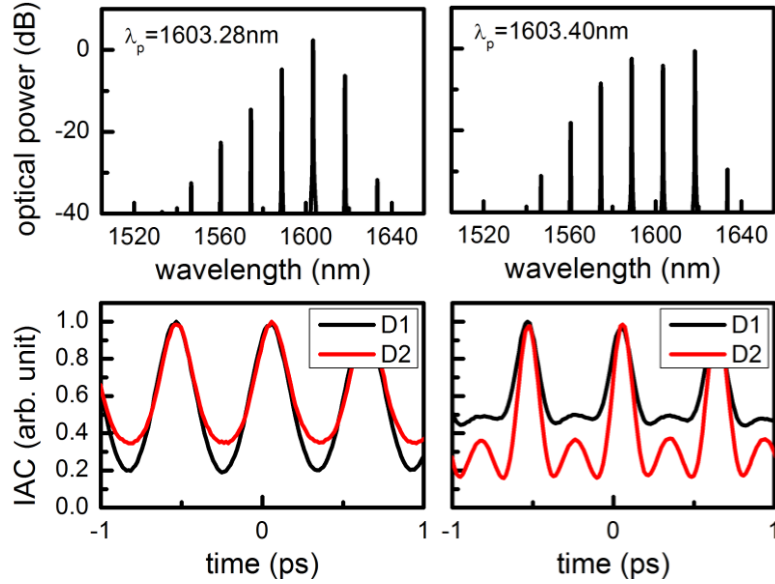 λp=1603.28nm
λp=1603.40nm
optical power (dB)
0
-20
-40
1520 1560 1600 1640
1520 1560 1600 1640
wavelength (nm)
wavelength (nm)
D1
D2
D1
D2
IAC (arb. unit)
1.0
0.8
0.6
0.4
0.2
0.0
-1 0 1
-1 0 1
time (ps)
time (ps)